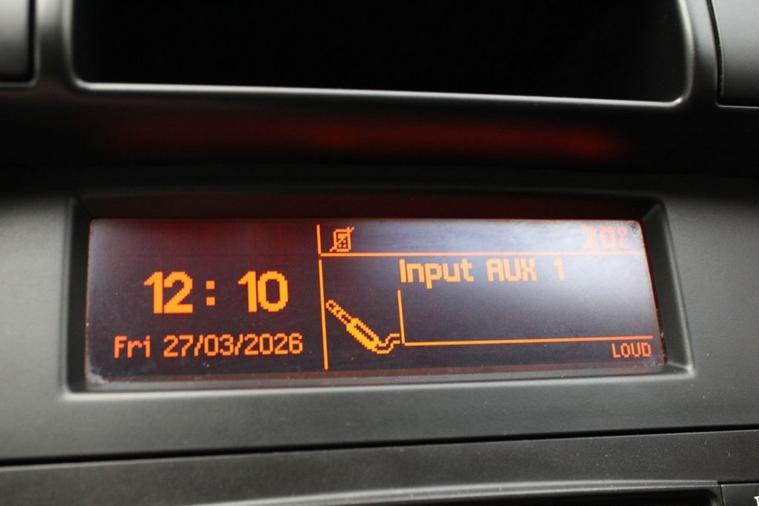 12:10
Fri 27/03/2026
Input AUX 1
LOUD